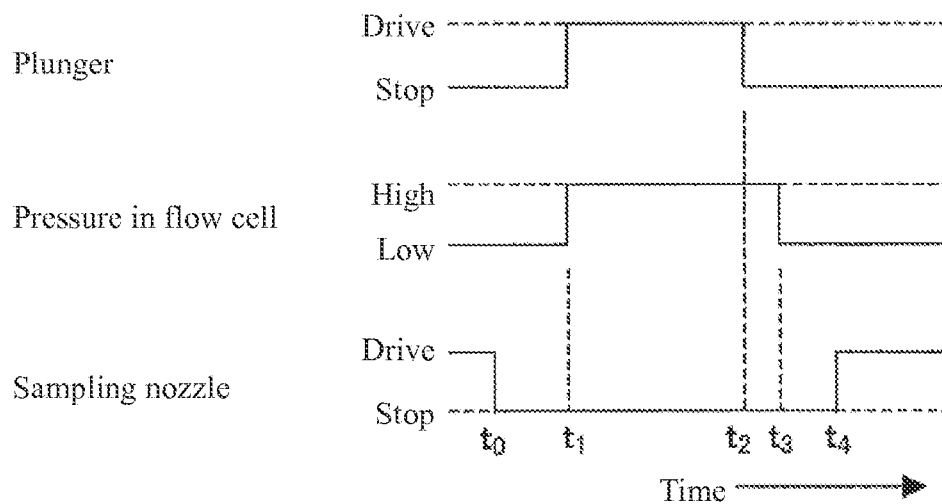 Plunger
Drive
Stop
Pressure in flow cell
High
Low
Sampling nozzle
Drive
Stop
t0 t1 t2 t3 t4
Time